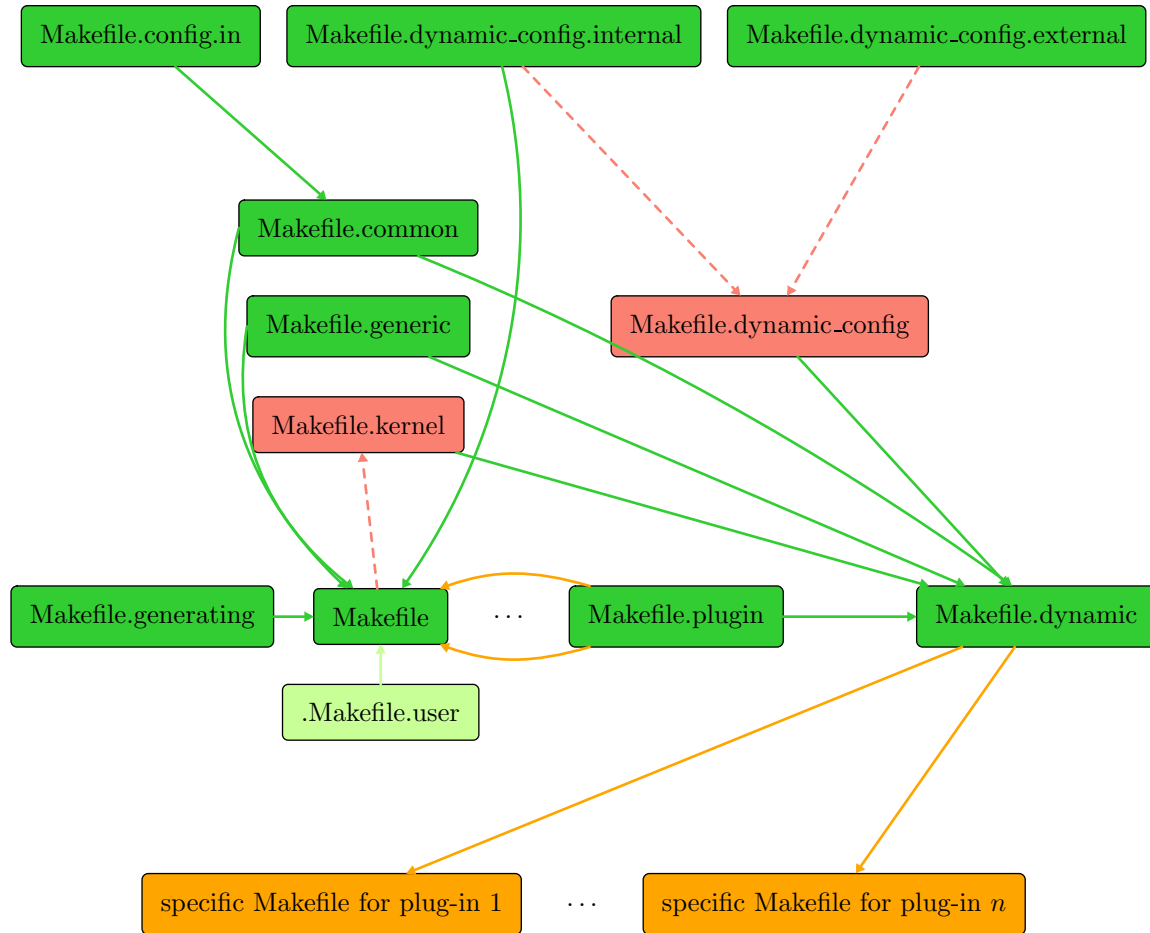 Makefile.config.in
Makefile.dynamic_config.internal
Makefile.dynamic_config.external
Makefile.common
Makefile.generic
Makefile.dynamic_config
Makefile.kernel
Makefile.generating
Makefile
...
Makefile.plugin
Makefile.dynamic
.Makefile.user
specific Makefile for plug-in 1
...
specific Makefile for plug-in n